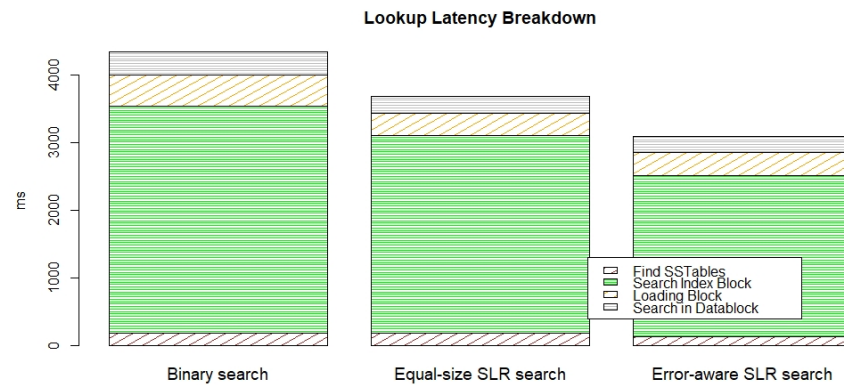 Lookup Latency Breakdown
4000
3000
2000
1000
0
ms
Find SSTables
Search Index Block
Loading Block
Search in Datablock
Binary search
Equal-size SLR search
Error-aware SLR search